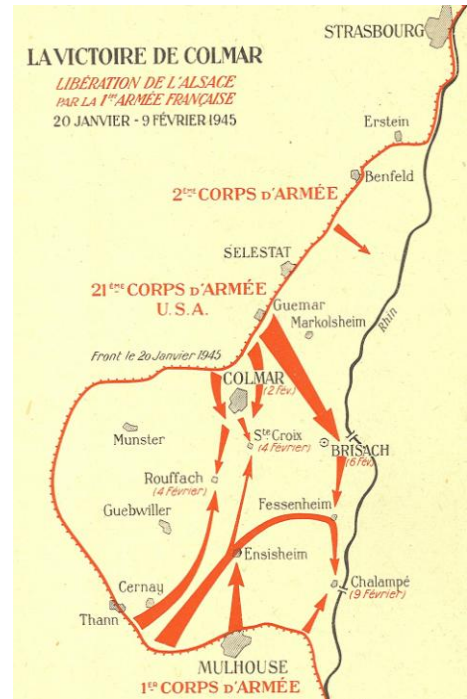 STRASBOURG
LA VICTOIRE DE COLMAR
LIBÉRATION DE L'ALSACE
PAR LA 1ÈRE ARMÉE FRANÇAISE
20 JANVIER - 9 FÉVRIER 1945
Erstein
Benfeld
2ÈME CORPS D'ARMÉE
SELESTAT
21ÈME CORPS D'ARMÉE
U.S.A.
Guemar
Markolsheim
Rhin
Front le 20 Janvier 1945
COLMAR
(2 Fév.)
Munster
Ste Croix
(4 Février)
BRISACH
(6 Fév.)
Rouffach
(4 Février)
Guebwiller
Fessenheim
Ensisheim
Cernay
Thann
Chalampé
(9 Février)
MULHOUSE
1ER CORPS D'ARMÉE